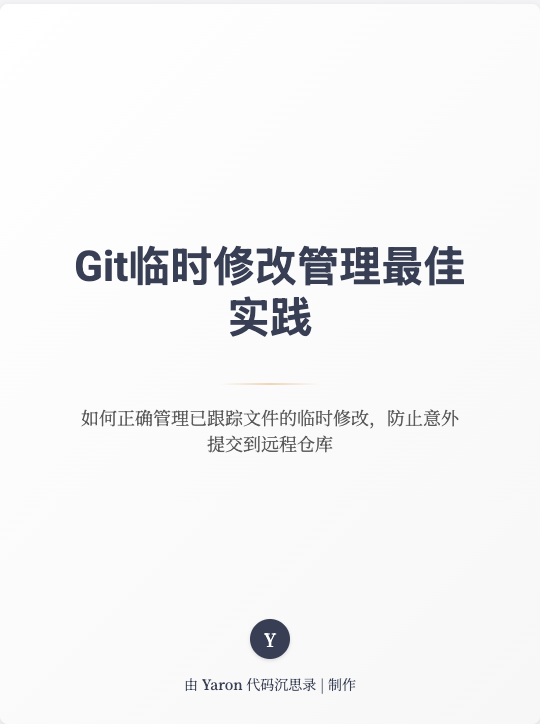 Git临时修改管理最佳
实践
如何正确管理已跟踪文件的临时修改，防止意外
提交到远程仓库
Y
由 Yaron 代码沉思录 | 制作